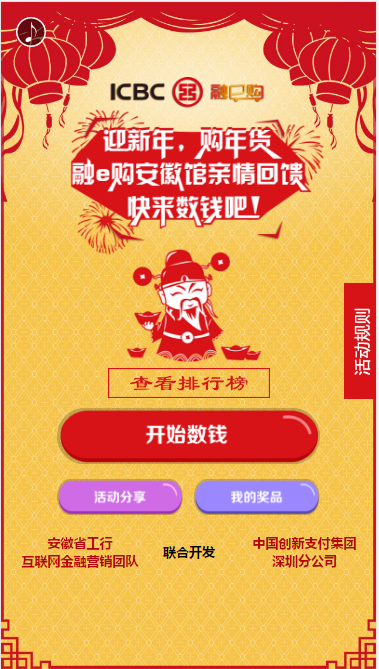 ICBC 融e购
迎新年，购年货
融e购安徽馆亲情回馈
快来数钱吧！
活动规则
查看排行榜
开始数钱
活动分享
我的奖品
安徽省工行
互联网金融营销团队
联合开发
中国创新支付集团
深圳分公司